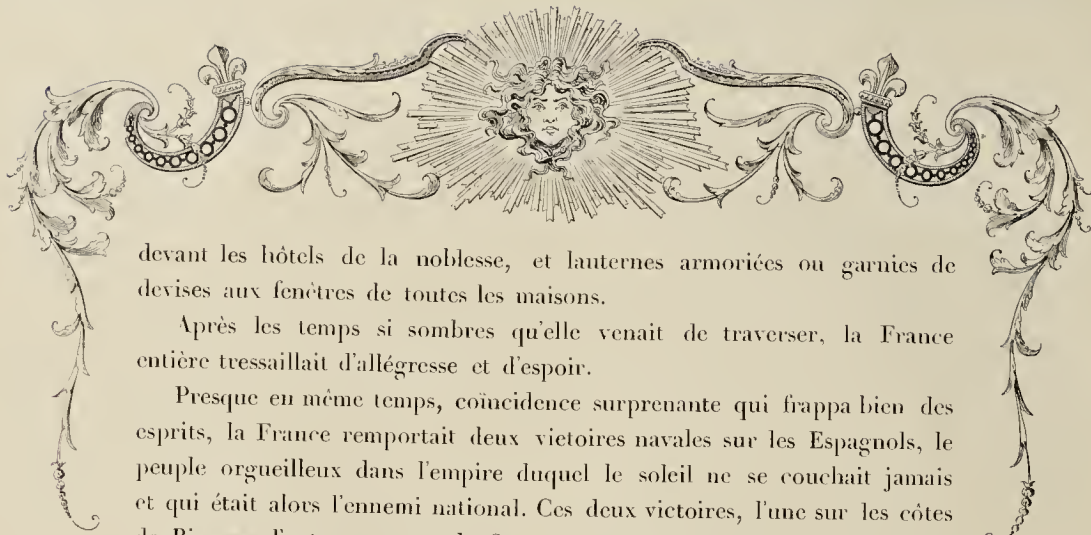 devant les hôtels de la noblesse, et lanternes armoriées ou garnies de
devises aux fenêtres de toutes les maisons.
Après les temps si sombres qu'elle venait de traverser, la France
entière tressaillait d'allégresse et d'espoir.
Presque en même temps, coïncidence surprenante qui frappa bien des
esprits, la France remportait deux victoires navales sur les Espagnols, le
peuple orgueilleux dans l'empire duquel le soleil ne se couchait jamais
et qui était alors l'ennemi national. Ces deux victoires, l'une sur les côtes